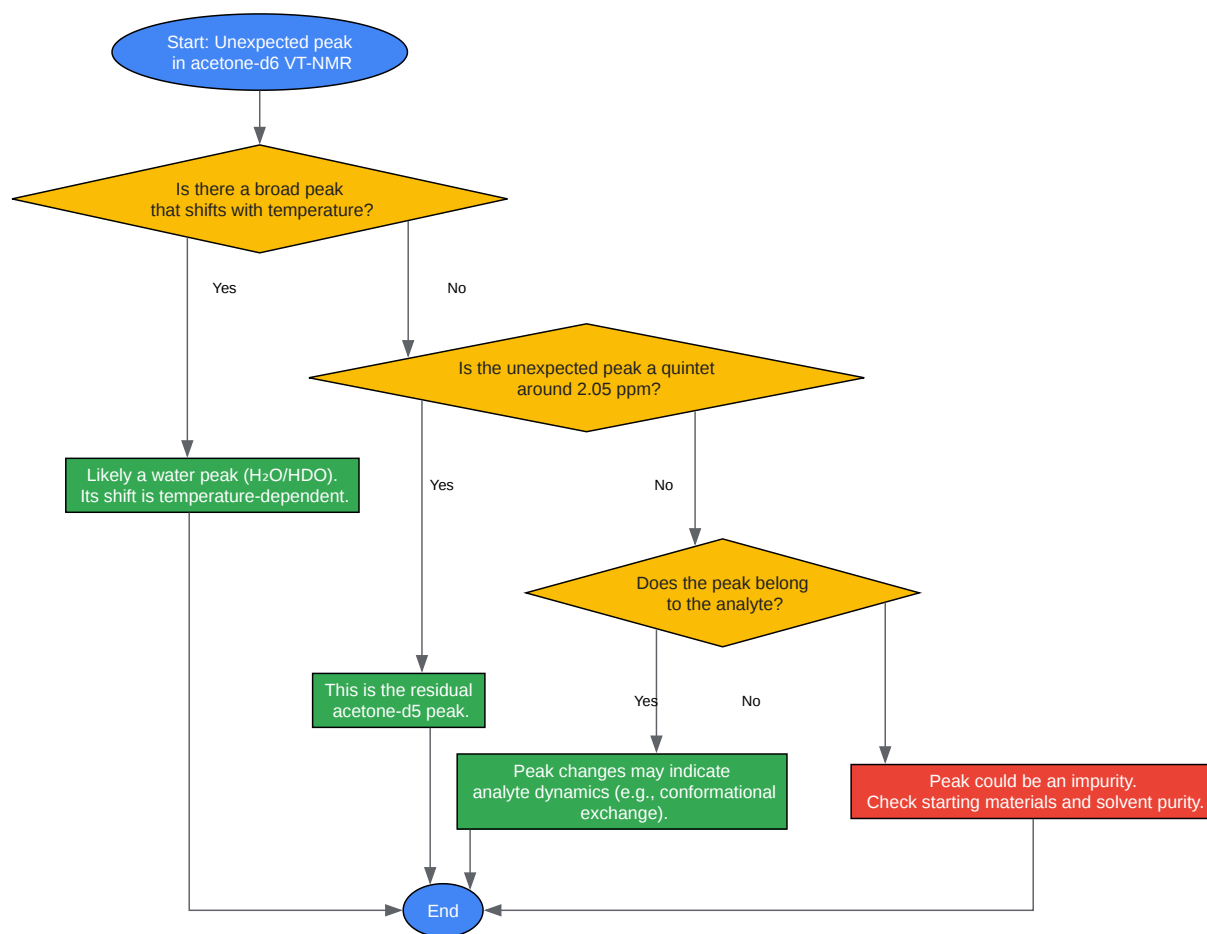 Start: Unexpected peak
in acetone-d6 VT-NMR
Is there a broad peak
that shifts with temperature?
Yes
No
Is the unexpected peak a quintet
around 2.05 ppm?
Likely a water peak (H₂O/HDO).
Its shift is temperature-dependent.
Yes
No
Does the peak belong
to the analyte?
This is the residual
acetone-d5 peak.
Yes
No
Peak changes may indicate
analyte dynamics (e.g., conformational
exchange).
Peak could be an impurity.
Check starting materials and solvent purity.
End